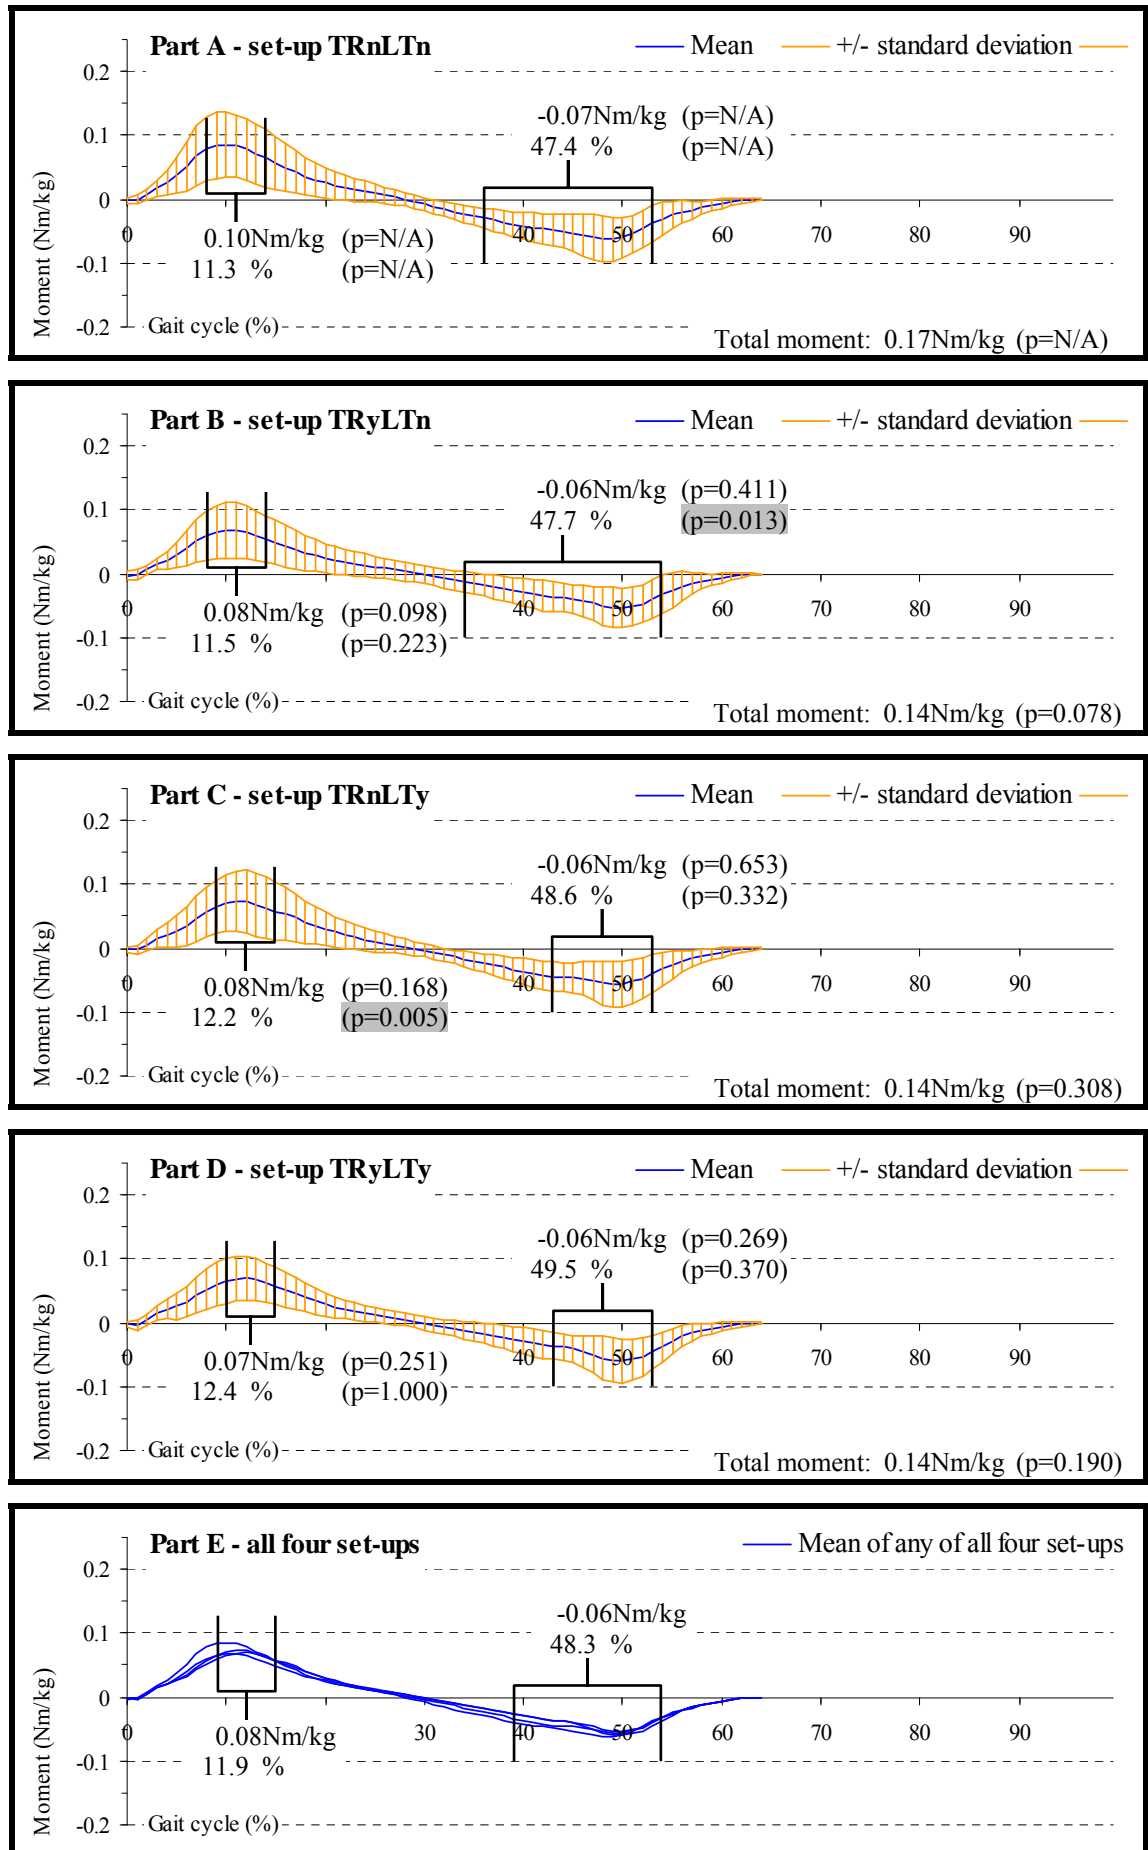 Part A - set-up TRnLTn
Mean
+/- standard deviation
0.2
-0.07Nm/kg (p=N/A)
0.1
47.4 % (p=N/A)
0
0 40 50 60 70 80 90
0.10Nm/kg (p=N/A)
-0.1
11.3 % (p=N/A)
Moment (Nm/kg)
-0.2
Gait cycle (%)
Total moment: 0.17Nm/kg (p=N/A)
Part B - set-up TRyLTn
Mean
+/- standard deviation
0.2
-0.06Nm/kg (p=0.411)
0.1
47.7 % (p=0.013)
0
0 40 50 60 70 80 90
0.08Nm/kg (p=0.098)
-0.1
11.5 % (p=0.223)
Moment (Nm/kg)
-0.2
Gait cycle (%)
Total moment: 0.14Nm/kg (p=0.078)
Part C - set-up TRnLTy
Mean
+/- standard deviation
0.2
-0.06Nm/kg (p=0.653)
0.1
48.6 % (p=0.332)
0
0 40 50 60 70 80 90
0.08Nm/kg (p=0.168)
-0.1
12.2 % (p=0.005)
Moment (Nm/kg)
-0.2
Gait cycle (%)
Total moment: 0.14Nm/kg (p=0.308)
Part D - set-up TRyLTy
Mean
+/- standard deviation
0.2
-0.06Nm/kg (p=0.269)
0.1
49.5 % (p=0.370)
0
0 40 50 60 70 80 90
0.07Nm/kg (p=0.251)
-0.1
12.4 % (p=1.000)
Moment (Nm/kg)
-0.2
Gait cycle (%)
Total moment: 0.14Nm/kg (p=0.190)
Part E - all four set-ups
Mean of any of all four set-ups
0.2
-0.06Nm/kg
0.1
48.3 %
0
0 30 40 50 60 70 80 90
0.08Nm/kg
-0.1
11.9 %
Moment (Nm/kg)
-0.2
Gait cycle (%)